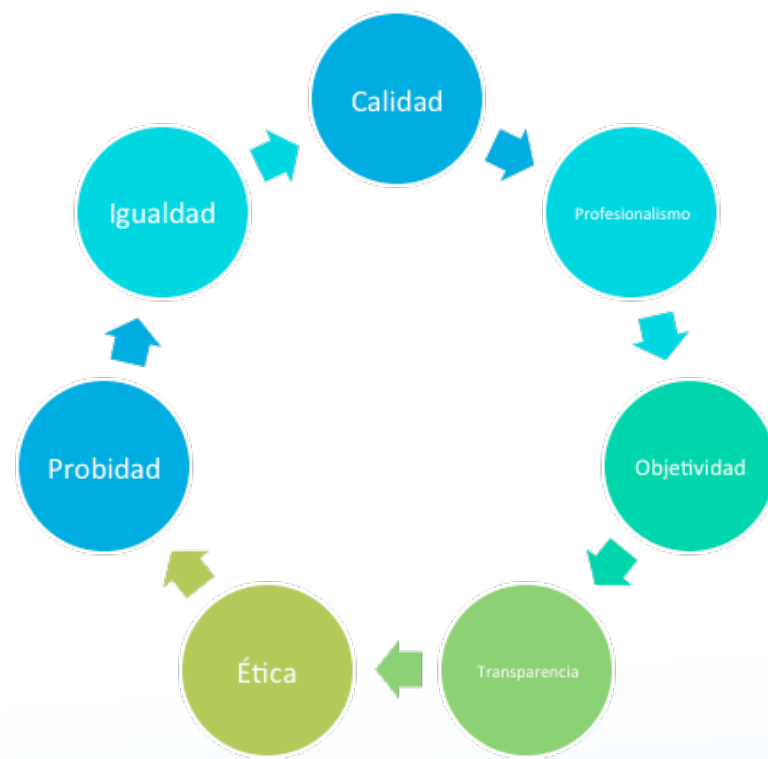 Calidad
Profesionalismo
Objetividad
Transparencia
Ética
Probidad
Igualdad